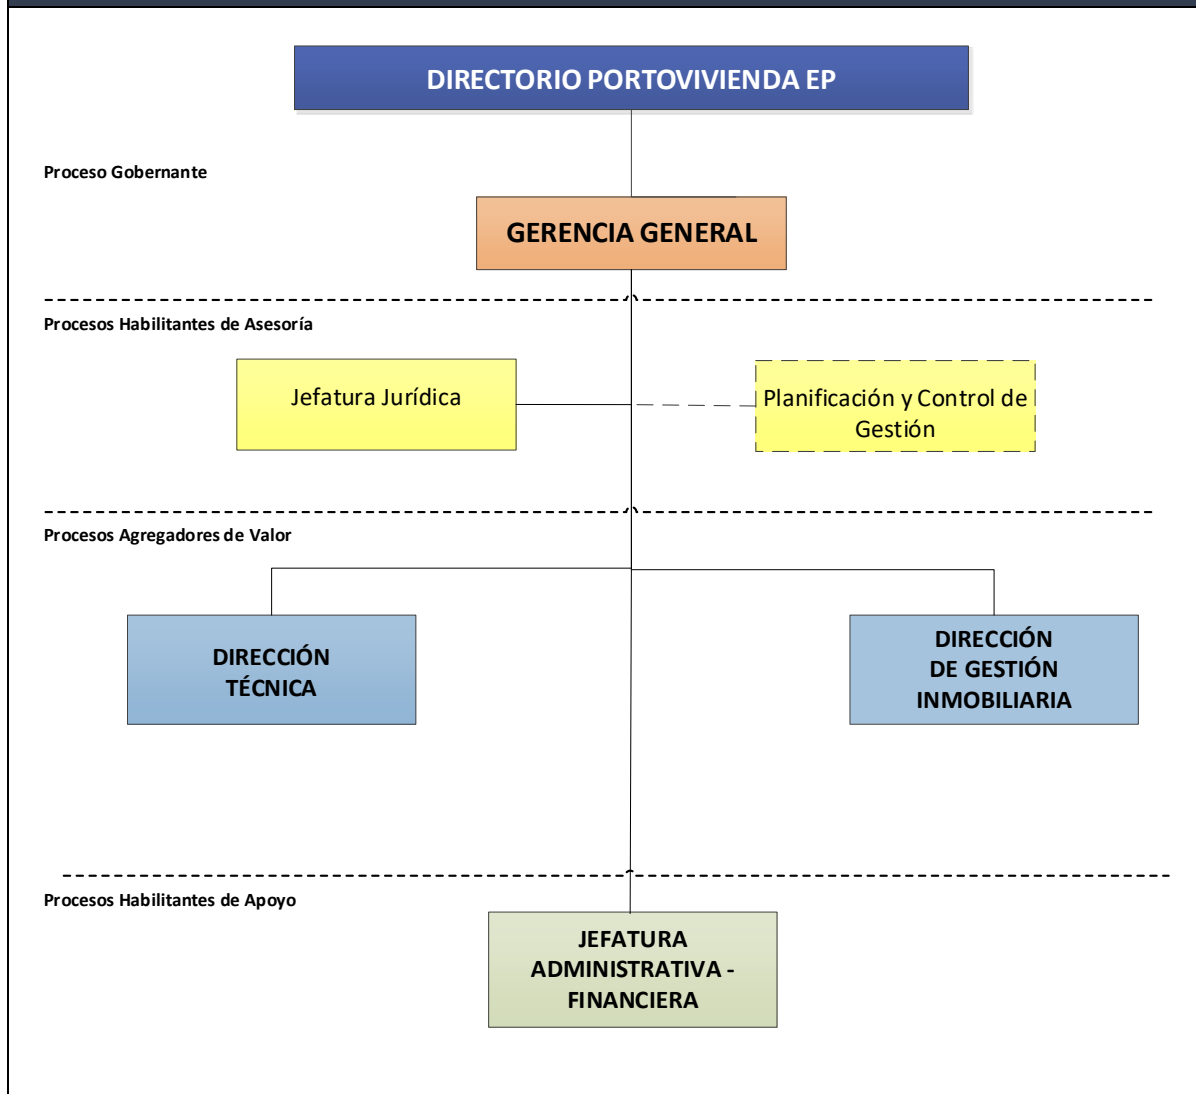 DIRECTORIO PORTOVIVIENDA EP
Proceso Gobernante
GERENCIA GENERAL
Procesos Habilitantes de Asesoría
Jefatura Jurídica
Planificación y Control de
Gestión
Procesos Agregadores de Valor
DIRECCIÓN
TÉCNICA
DIRECCIÓN
DE GESTIÓN
INMOBILIARIA
Procesos Habilitantes de Apoyo
JEFATURA
ADMINISTRATIVA -
FINANCIERA